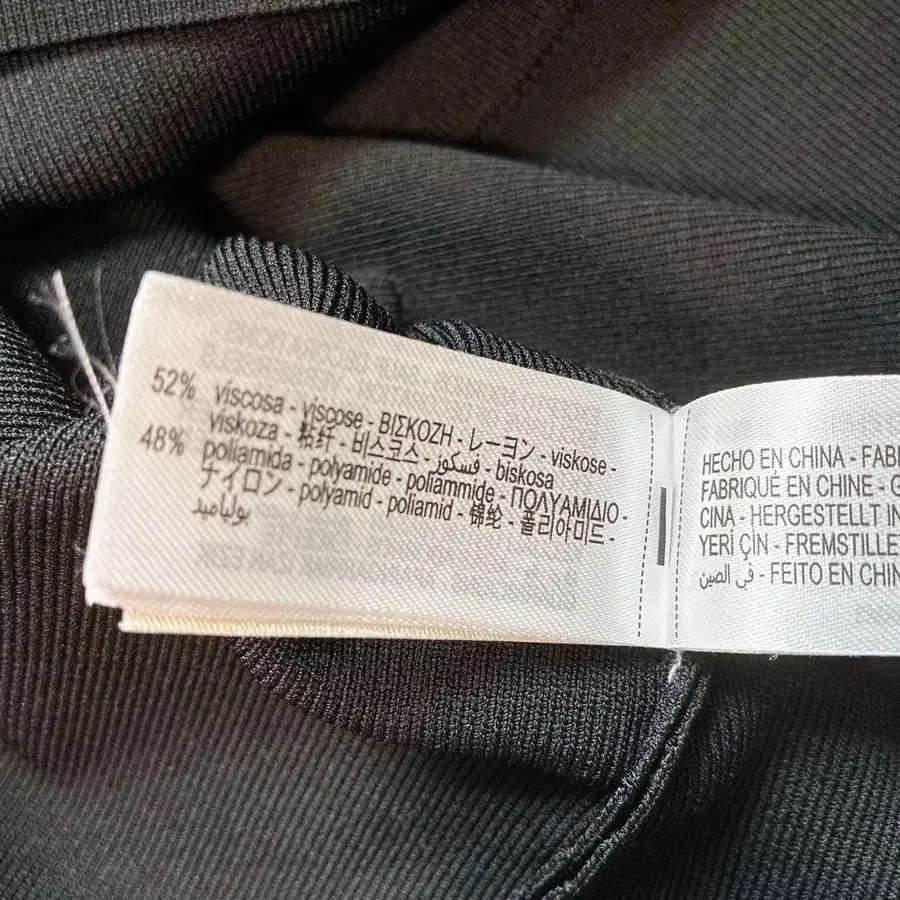 52% viscosa - viscose - ΒΙΣΚΟΖΗ - レーヨン - viskose -
viskoza - 粘纤 - 비스코스 - فسكوز - biskosa
48% poliamida - polyamide - poliammide - ΠΟΛΥΑΜΙΔΙΟ -
ナイロン - polyamid - poliamid - 锦纶 - 폴리아미드 -
بولياميد
HECHO EN CHINA - FABRI
FABRIQUÉ EN CHINE - G
CINA - HERGESTELLT IN
YERİ ÇİN - FREMSTILLE
في الصين - FEITO EM CHIN